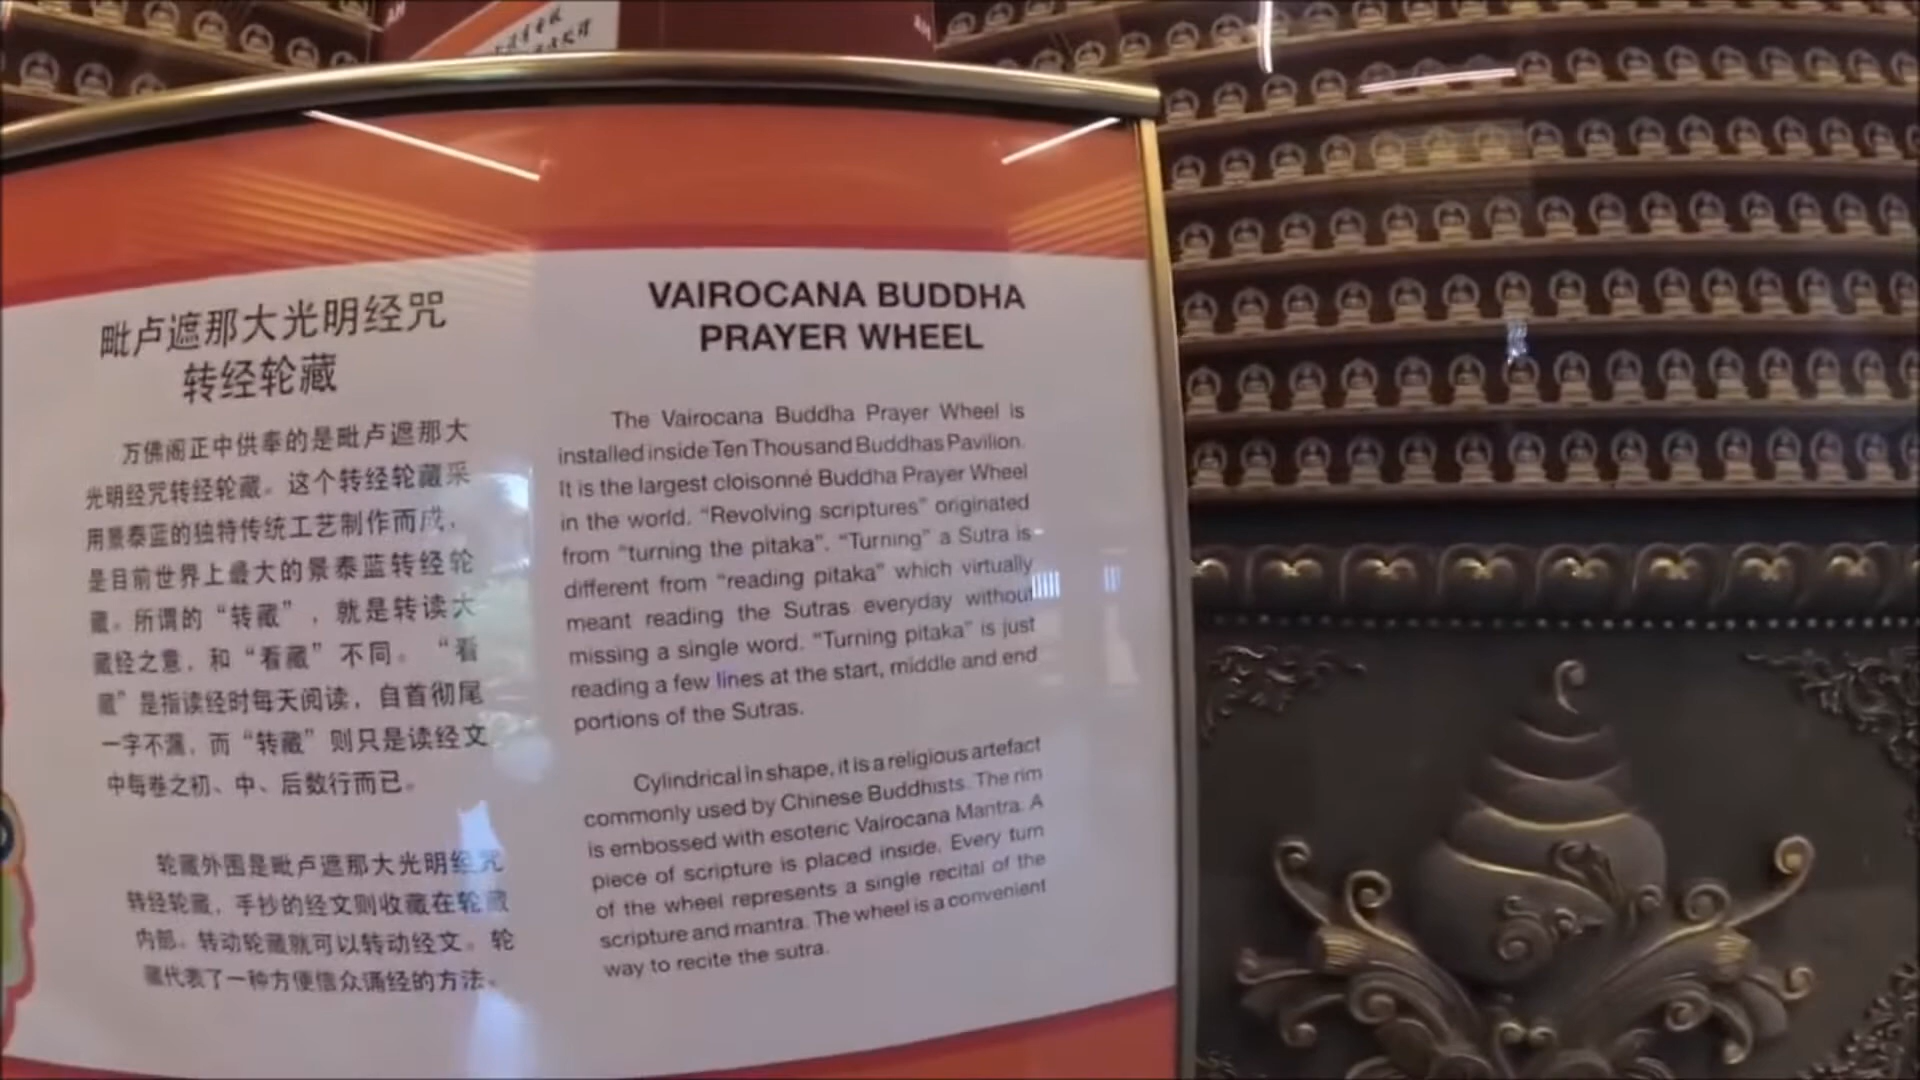 毗卢遮那大光明经咒
转经轮藏
万佛阁正中供奉的是毗卢遮那大
光明经咒转经轮藏。这个转经轮藏采
用景泰蓝的独特传统工艺制作而成，
是目前世界上最大的景泰蓝转经轮
藏。所谓的“转藏”，就是转读大
藏经之意，和“看藏”不同。“看
藏”是指读经时每天阅读，自首彻尾
一字不漏，而“转藏”则只是读经文
中每卷之初、中、后数行而已。
轮藏外围是毗卢遮那大光明经咒
转经轮藏，手抄的经文则收藏在轮藏
内部。转动轮藏就可以转动经文。轮
藏代表了一种方便信众诵经的方法。
VAIROCANA BUDDHA
PRAYER WHEEL
The Vairocana Buddha Prayer Wheel is
installed inside Ten Thousand Buddhas Pavilion.
It is the largest cloisonné Buddha Prayer Wheel
in the world. “Revolving scriptures” originated
from “turning the pitaka”. “Turning” a Sutra is
different from “reading pitaka” which virtually
meant reading the Sutras everyday without
missing a single word. “Turning pitaka” is just
reading a few lines at the start, middle and end
portions of the Sutras.
Cylindrical in shape, it is a religious artefact
commonly used by Chinese Buddhists. The rim
is embossed with esoteric Vairocana Mantra. A
piece of scripture is placed inside. Every turn
of the wheel represents a single recital of the
scripture and mantra. The wheel is a convenient
way to recite the sutra.